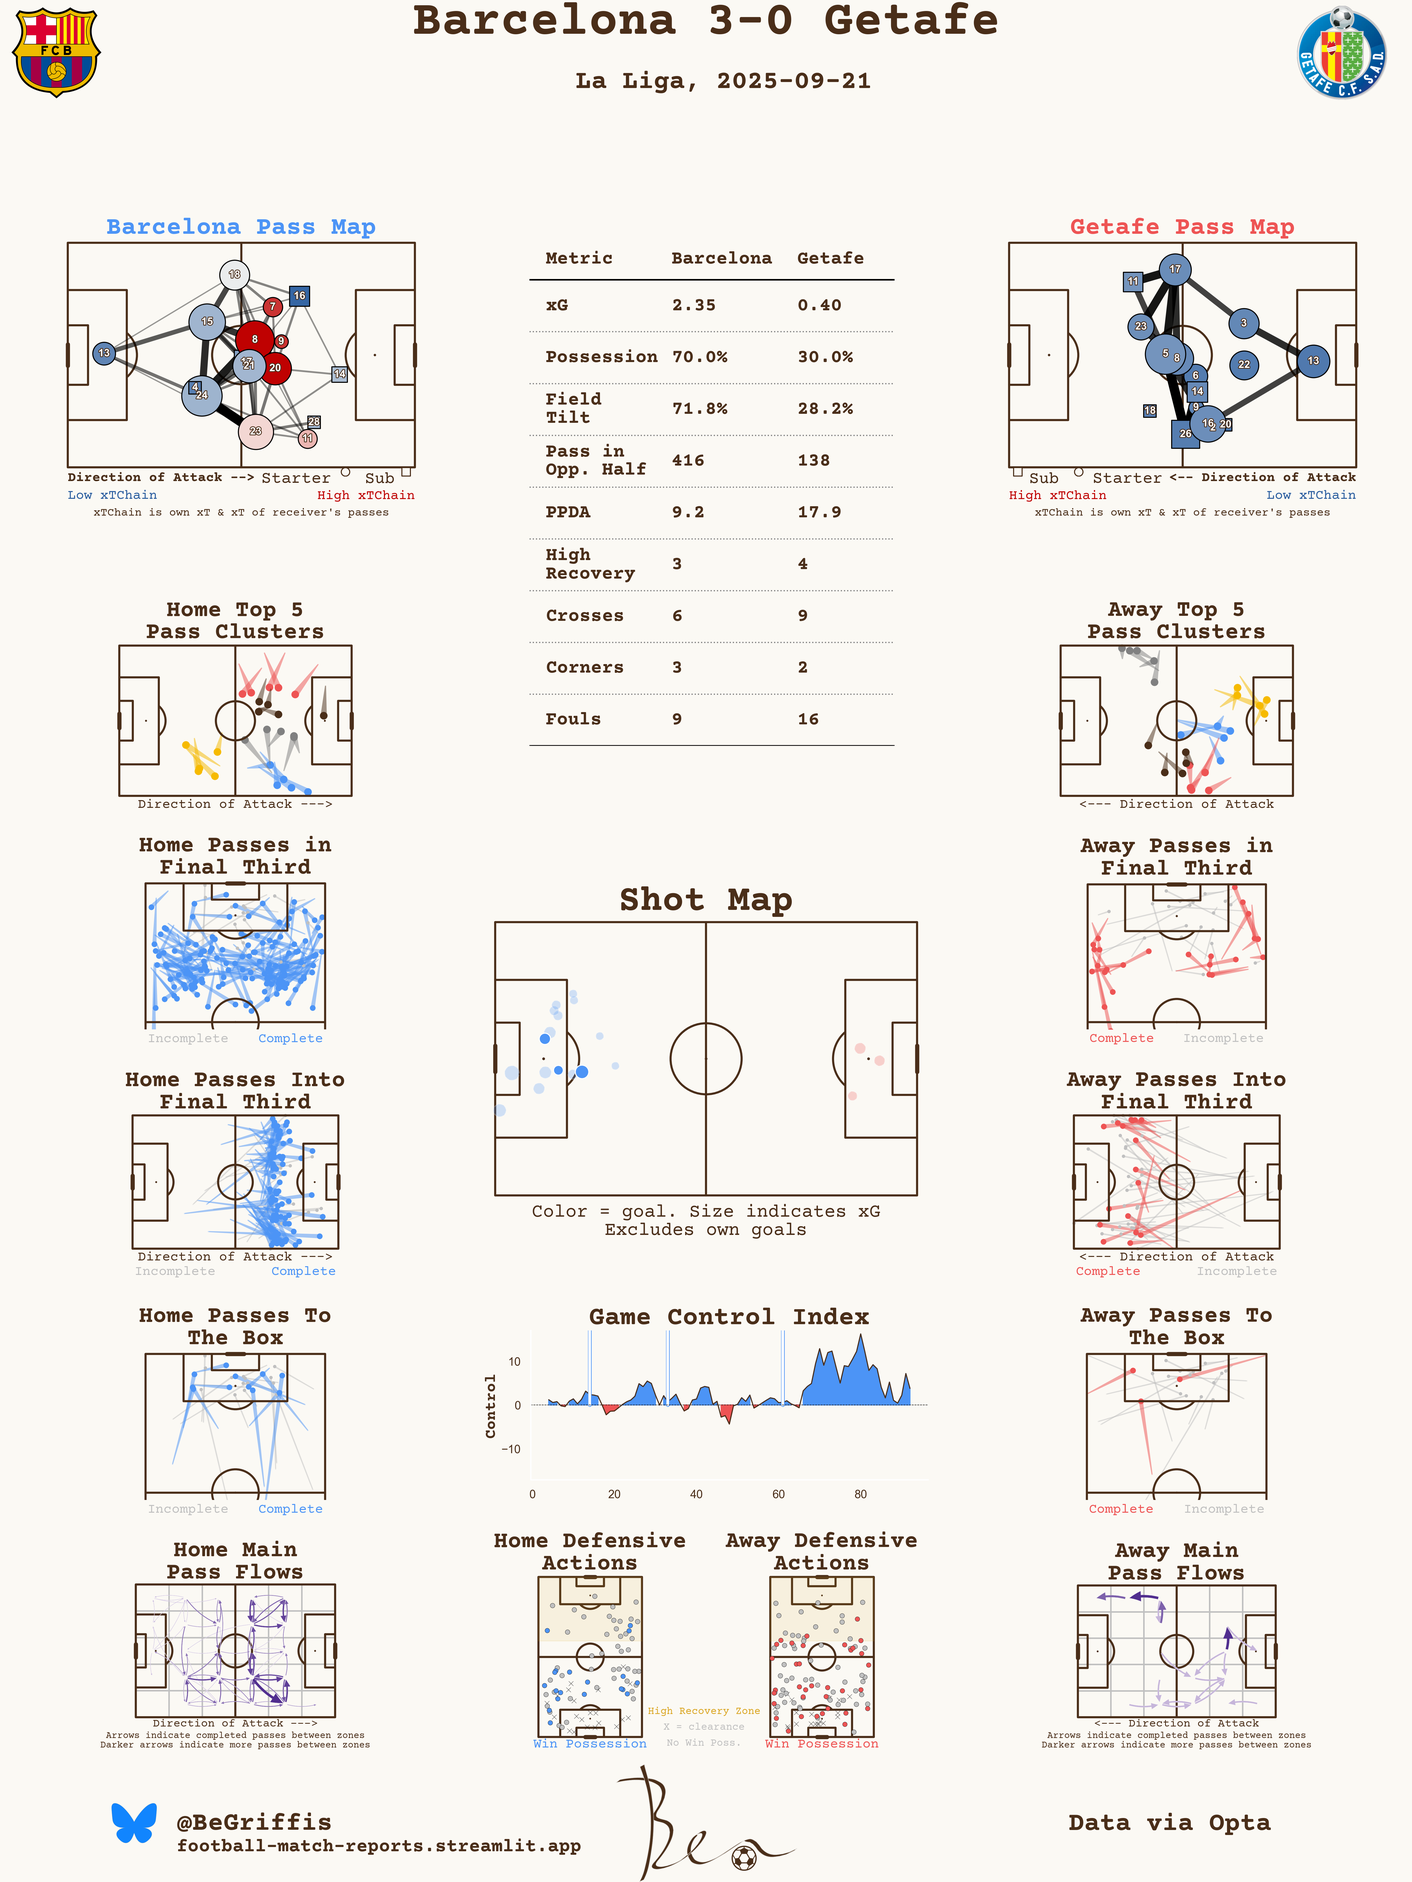 Barcelona 3-0 Getafe
La Liga, 2025-09-21
FCB
GETAFE C.F. S.A.D.
Barcelona Pass Map
18
16
7
15
8
9
13
17
21
20
14
4
24
28
23
11
Direction of Attack --> Starter Sub
Low xTChain High xTChain
xTChain is own xT & xT of receiver's passes
Metric Barcelona Getafe
xG 2.35 0.40
Possession 70.0% 30.0%
Field
Tilt 71.8% 28.2%
Pass in
Opp. Half 416 138
PPDA 9.2 17.9
High
Recovery 3 4
Crosses 6 9
Corners 3 2
Fouls 9 16
Getafe Pass Map
17
11
23
3
5
8
22
13
6
14
9
18
16
2
20
26
Sub Starter <-- Direction of Attack
High xTChain Low xTChain
xTChain is own xT & xT of receiver's passes
Home Top 5
Pass Clusters
Direction of Attack --->
Away Top 5
Pass Clusters
<--- Direction of Attack
Home Passes in
Final Third
Incomplete Complete
Away Passes in
Final Third
Complete Incomplete
Shot Map
Color = goal. Size indicates xG
Excludes own goals
Home Passes Into
Final Third
Direction of Attack --->
Incomplete Complete
Away Passes Into
Final Third
<--- Direction of Attack
Complete Incomplete
Home Passes To
The Box
Incomplete Complete
Game Control Index
Control
10
0
−10
0 20 40 60 80
Away Passes To
The Box
Complete Incomplete
Home Main
Pass Flows
Direction of Attack --->
Arrows indicate completed passes between zones
Darker arrows indicate more passes between zones
Home Defensive
Actions
Win Possession
High Recovery Zone
X = clearance
No Win Poss.
Away Defensive
Actions
Win Possession
Away Main
Pass Flows
<--- Direction of Attack
Arrows indicate completed passes between zones
Darker arrows indicate more passes between zones
@BeGriffis
football-match-reports.streamlit.app
Ben
Data via Opta